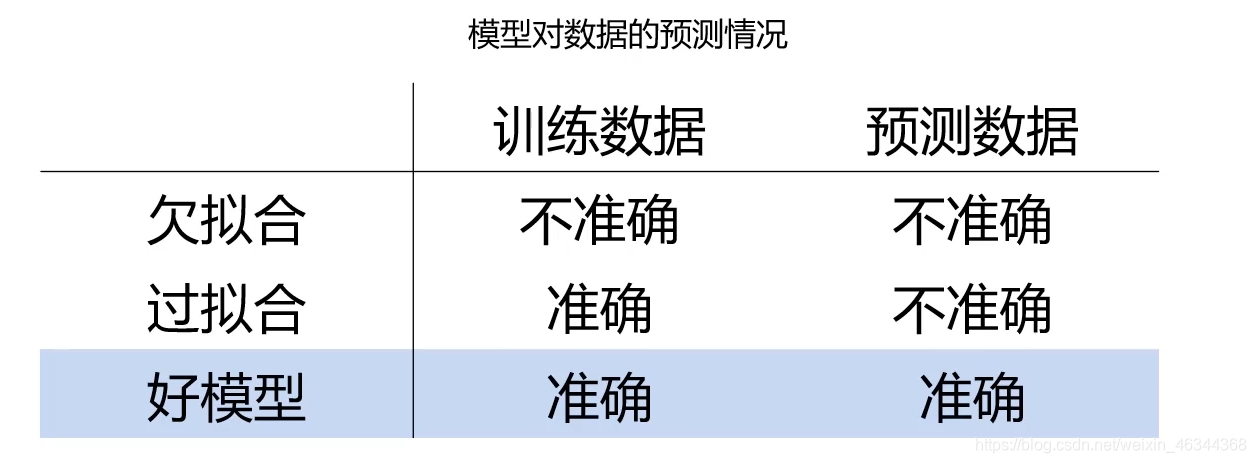 模型对数据的预测情况
训练数据 预测数据
欠拟合 不准确 不准确
过拟合 准确 不准确
好模型 准确 准确
https://blog.csdn.net/weixin_46344368